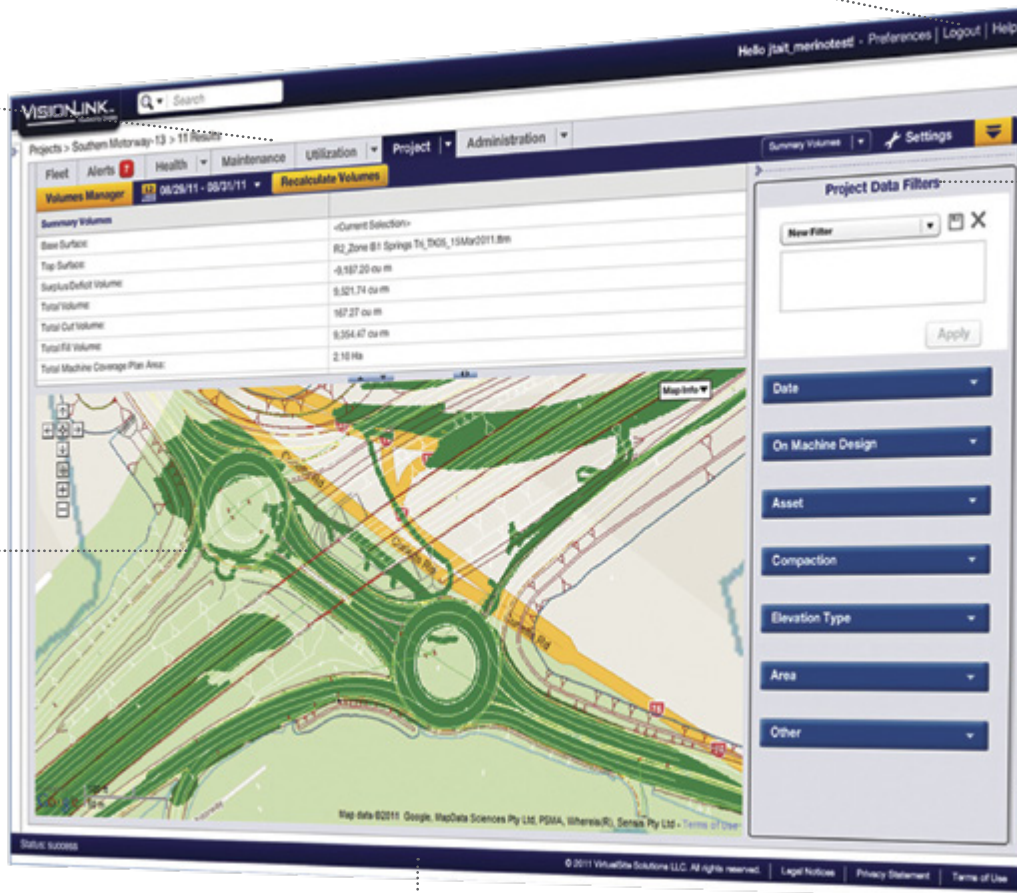 Hello jtait_merinotest! - Preferences | Logout | Help
VISIONLINK
Search
Projects > Southern Motorway-13 > 11 Results
Fleet Alerts 7 Health Maintenance Utilization Project Administration
Summary Volumes Settings
Volumes Manager 08/29/11 - 08/31/11 Recalculate Volumes
Summary Volumes
Base Surface: <Current Selection>
Top Surface: R2_Zone B1 Springs Tri_TK05_15Mar2011.ttm
Surplus/Deficit Volume: -9,187.20 cu m
Total Volume: 9,521.74 cu m
Total Cut Volume: 167.27 cu m
Total Fill Volume: 9,354.47 cu m
Total Machine Coverage Plan Area: 2.16 Ha
Project Data Filters
New Filter
Apply
Date
On Machine Design
Asset
Compaction
Elevation Type
Area
Other
Map Info
Map data ©2011 Google, MapData Sciences Pty Ltd, PSMA, Whereis(R), Sensis Pty Ltd - Terms of Use
Status: success
© 2011 VirtualSite Solutions LLC. All rights reserved. | Legal Notices | Privacy Statement | Terms of Use